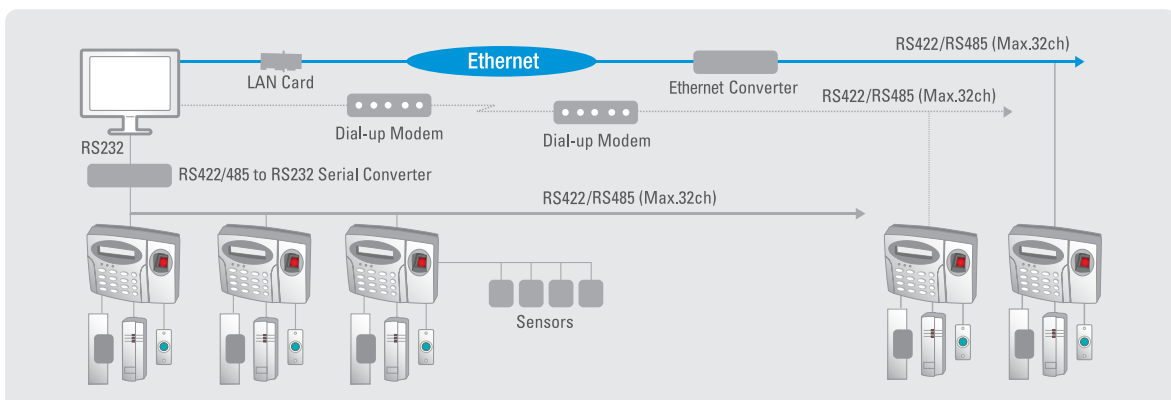 RS422/RS485 (Max.32ch)
Ethernet
LAN Card
Ethernet Converter
RS422/RS485 (Max.32ch)
Dial-up Modem
Dial-up Modem
RS232
RS422/485 to RS232 Serial Converter
RS422/RS485 (Max.32ch)
Sensors